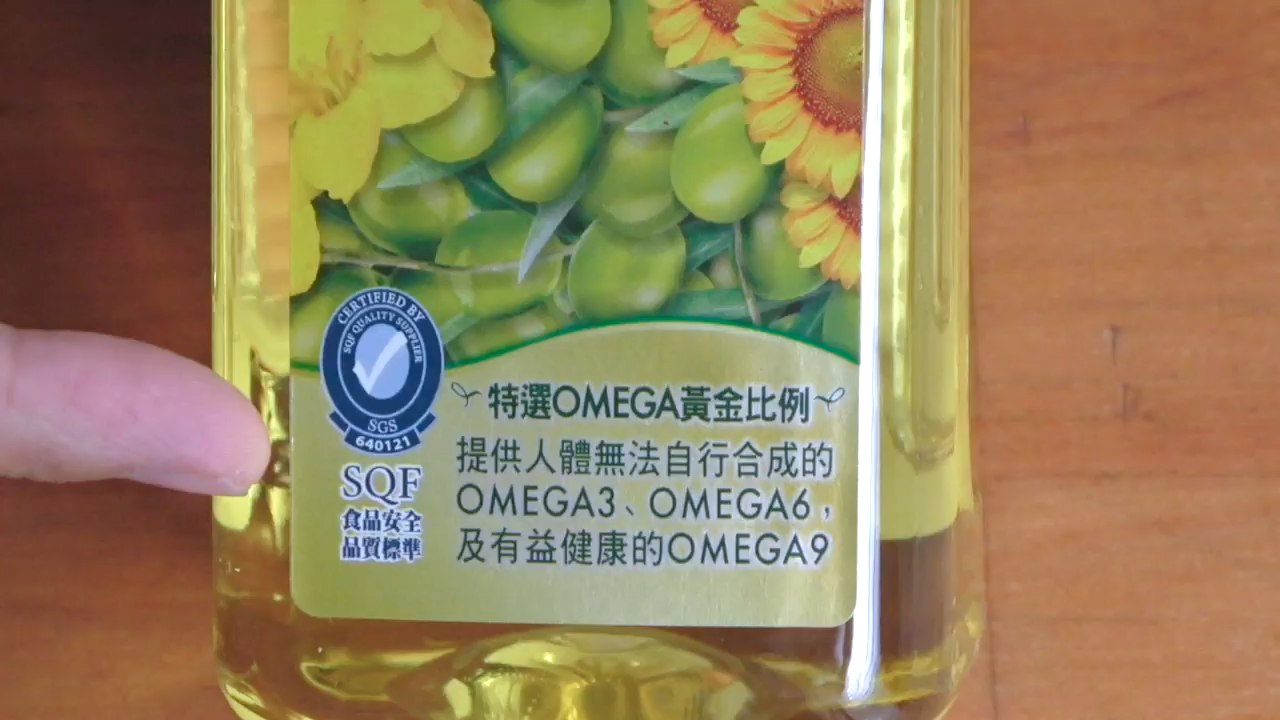 CERTIFIED BY
SQF QUALITY SUPPLIER
SGS
640121
SQF
食品安全
品質標準
特選OMEGA黃金比例
提供人體無法自行合成的
OMEGA3、OMEGA6，
及有益健康的OMEGA9